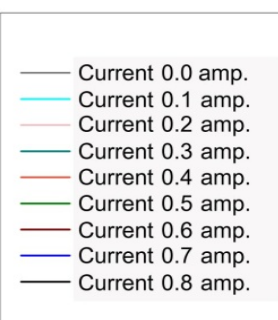 Current 0.0 amp.
Current 0.1 amp.
Current 0.2 amp.
Current 0.3 amp.
Current 0.4 amp.
Current 0.5 amp.
Current 0.6 amp.
Current 0.7 amp.
Current 0.8 amp.